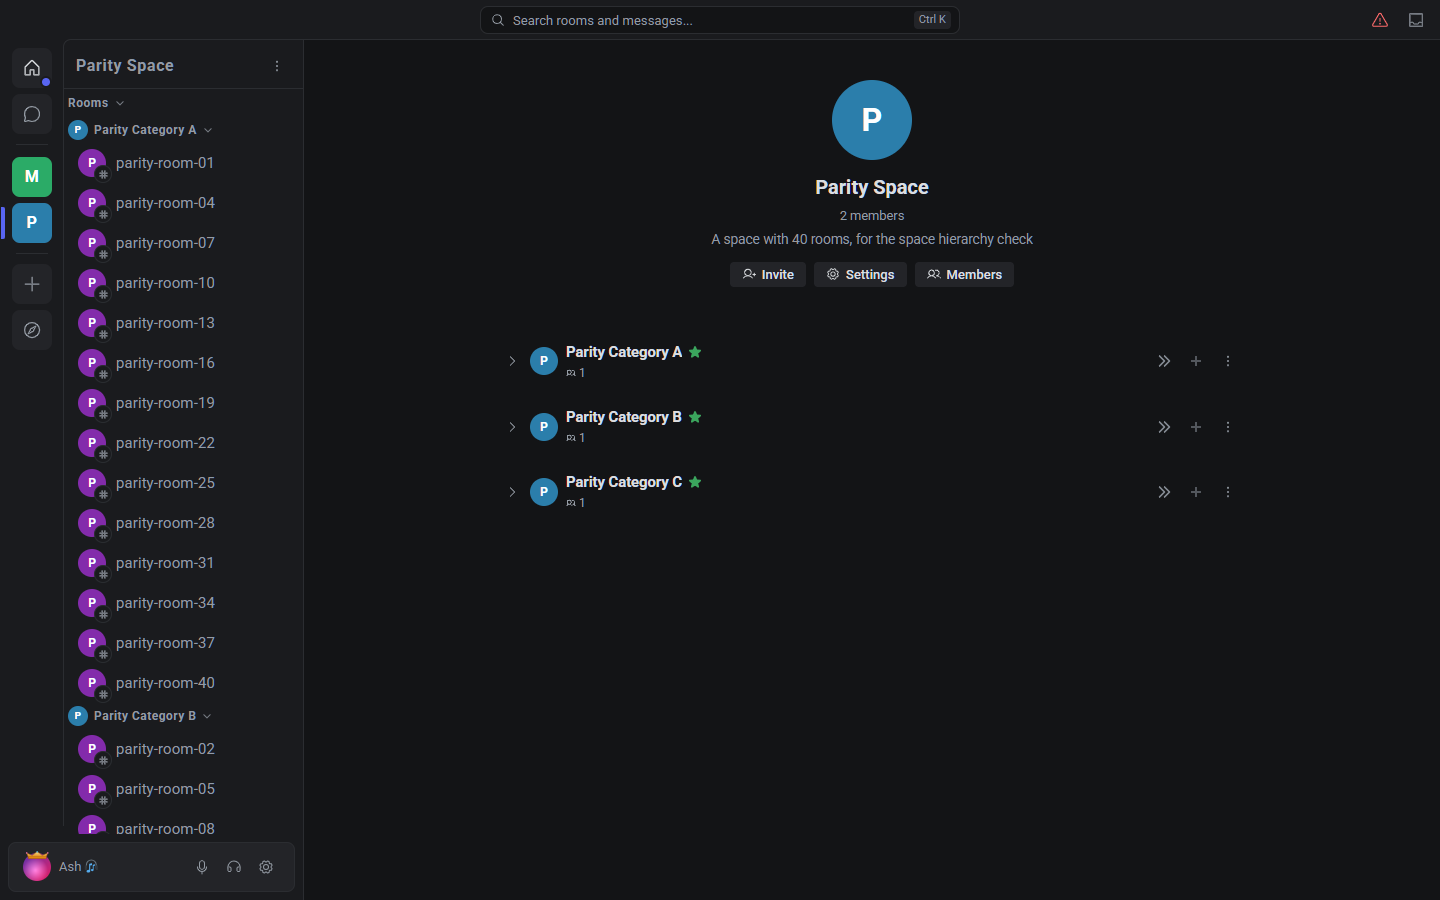 Search rooms and messages...
Ctrl K
Parity Space
Rooms
P Parity Category A
P parity-room-01
P parity-room-04
P parity-room-07
P parity-room-10
P parity-room-13
P parity-room-16
P parity-room-19
P parity-room-22
P parity-room-25
P parity-room-28
P parity-room-31
P parity-room-34
P parity-room-37
P parity-room-40
P Parity Category B
P parity-room-02
P parity-room-05
P parity-room-08
Ash
M
P
P
Parity Space
2 members
A space with 40 rooms, for the space hierarchy check
Invite
Settings
Members
P Parity Category A
1
P Parity Category B
1
P Parity Category C
1